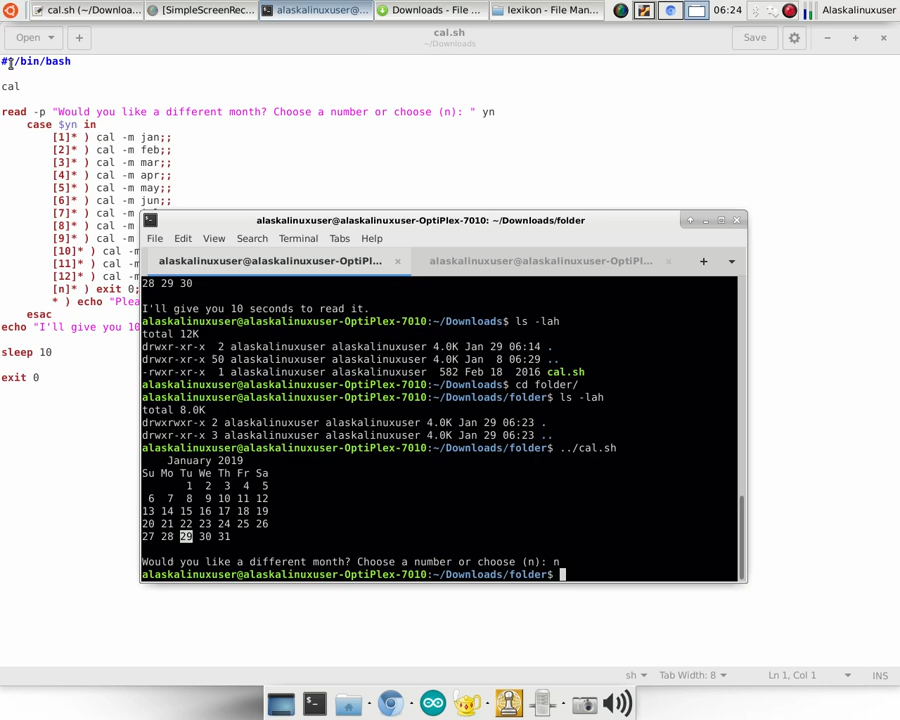 cal.sh (~/Downloa...
[SimpleScreenRec...
alaskalinuxuser@...
Downloads - File ...
lexikon - File Man...
06:24
Alaskalinuxuser
Open
cal.sh
~/Downloads
Save
/bin/bash
cal
read -p "Would you like a different month? Choose a number or choose (n): " yn
case $yn in
[1]* ) cal -m jan;;
[2]* ) cal -m feb;;
[3]* ) cal -m mar;;
[4]* ) cal -m apr;;
[5]* ) cal -m may;;
[6]* ) cal -m jun;;
[7]* ) cal -m
[8]* ) cal -m
[9]* ) cal -m
[10]* ) cal -m
[11]* ) cal -m
[12]* ) cal -m
[n]* ) exit 0;
* ) echo "Plea
esac
echo "I'll give you 10
sleep 10
exit 0
alaskalinuxuser@alaskalinuxuser-OptiPlex-7010: ~/Downloads/folder
File Edit View Search Terminal Tabs Help
alaskalinuxuser@alaskalinuxuser-OptiPl...
alaskalinuxuser@alaskalinuxuser-OptiPl...
28 29 30
I'll give you 10 seconds to read it.
alaskalinuxuser@alaskalinuxuser-OptiPlex-7010:~/Downloads$ ls -lah
total 12K
drwxr-xr-x 2 alaskalinuxuser alaskalinuxuser 4.0K Jan 29 06:14 .
drwxr-xr-x 50 alaskalinuxuser alaskalinuxuser 4.0K Jan 8 06:29 ..
-rwxr-xr-x 1 alaskalinuxuser alaskalinuxuser 582 Feb 18 2016 cal.sh
alaskalinuxuser@alaskalinuxuser-OptiPlex-7010:~/Downloads$ cd folder/
alaskalinuxuser@alaskalinuxuser-OptiPlex-7010:~/Downloads/folder$ ls -lah
total 8.0K
drwxrwxr-x 2 alaskalinuxuser alaskalinuxuser 4.0K Jan 29 06:23 .
drwxr-xr-x 3 alaskalinuxuser alaskalinuxuser 4.0K Jan 29 06:23 ..
alaskalinuxuser@alaskalinuxuser-OptiPlex-7010:~/Downloads/folder$ ../cal.sh
January 2019
Su Mo Tu We Th Fr Sa
1 2 3 4 5
6 7 8 9 10 11 12
13 14 15 16 17 18 19
20 21 22 23 24 25 26
27 28 29 30 31
Would you like a different month? Choose a number or choose (n): n
alaskalinuxuser@alaskalinuxuser-OptiPlex-7010:~/Downloads/folder$
sh
Tab Width: 8
Ln 1, Col 1
INS